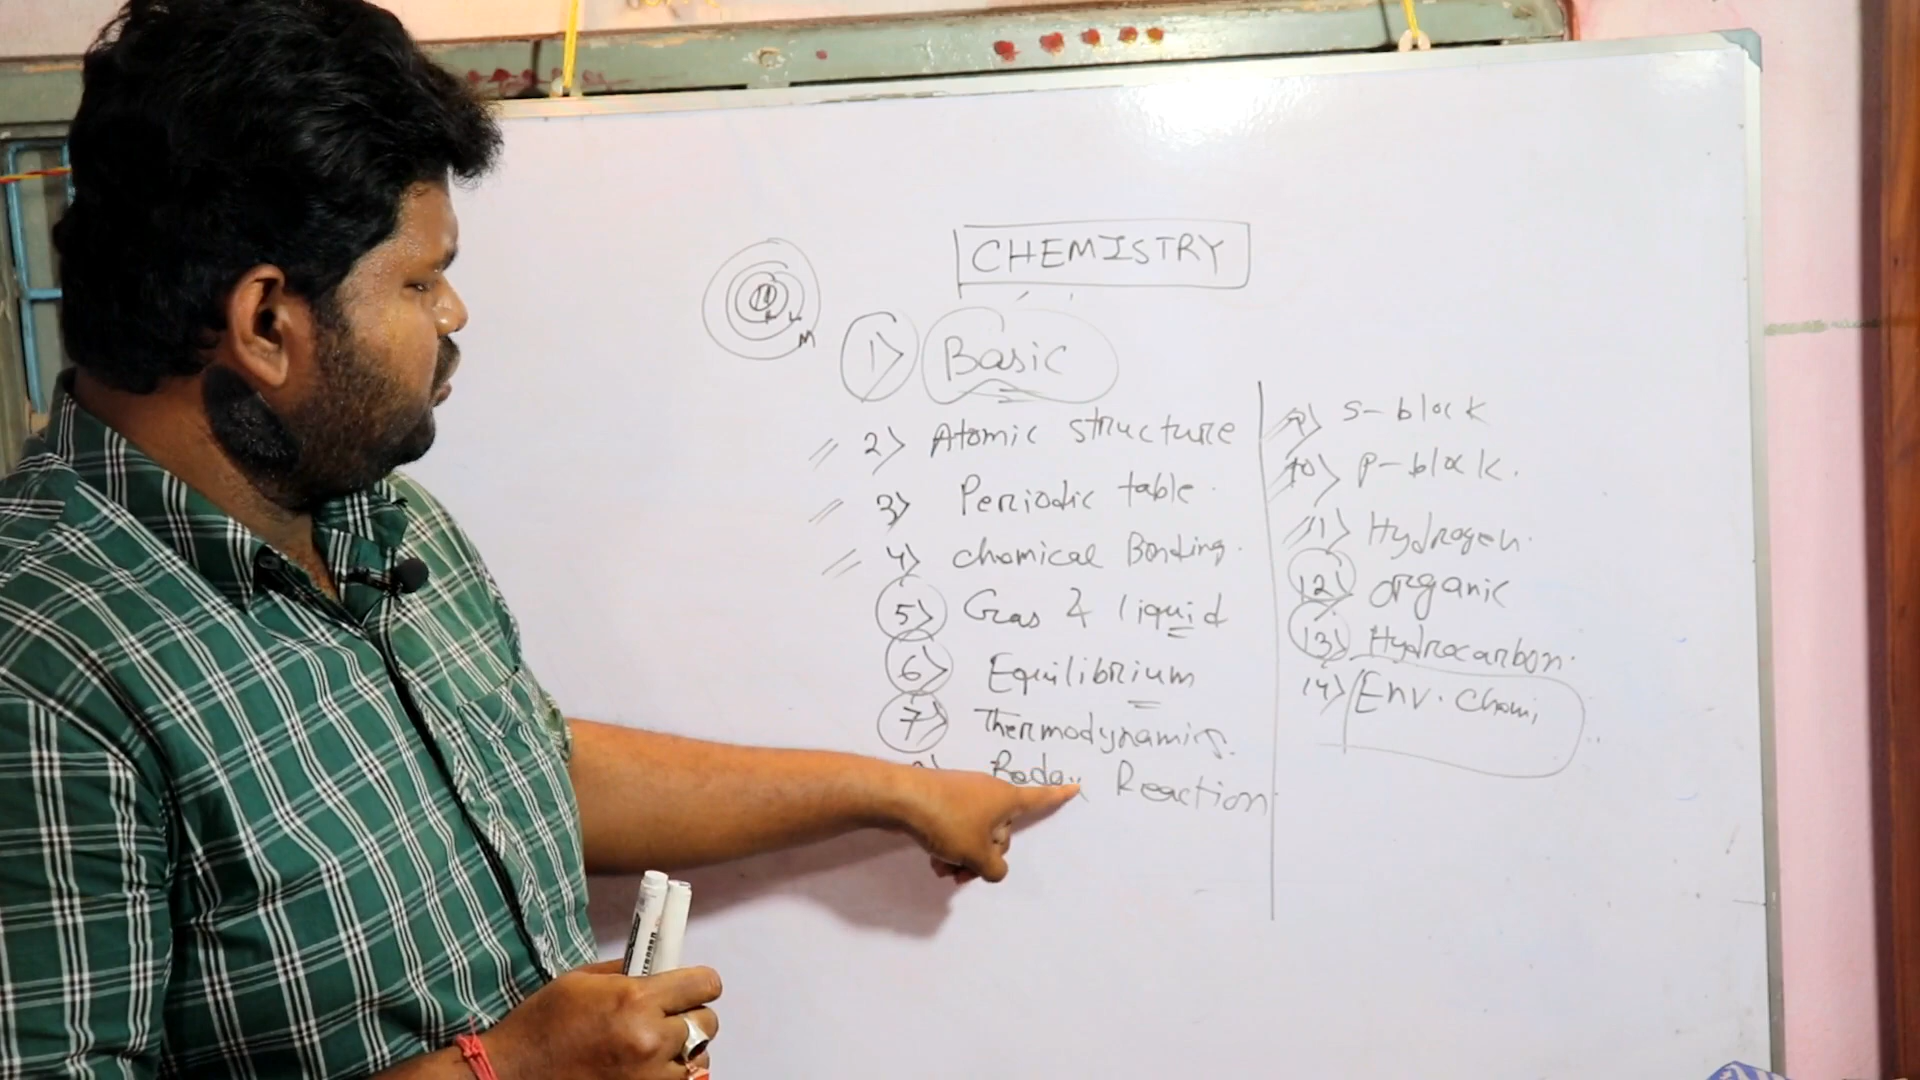 CHEMISTRY
M
1> Basic
2> Atomic structure
3> Periodic table.
4> chomical Bonding.
5> Gas & liquid
6> Equilibrium
7> Thermodynamics.
Redox Reaction
9> s-block
10> p-block.
11> Hydrogen.
12> organic
13> Hydrocarbon.
14> Env. Chemi,